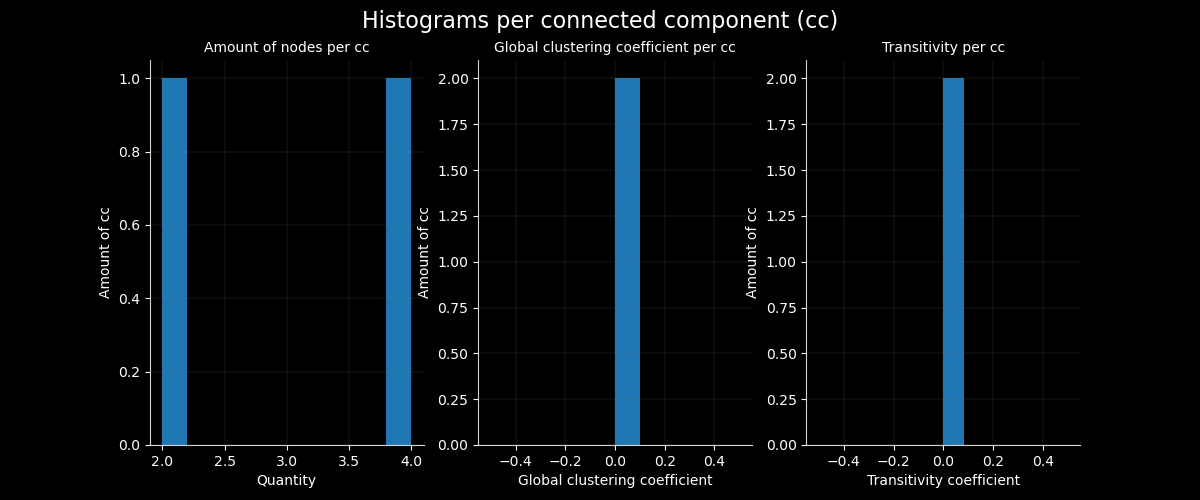 Histograms per connected component (cc)
Amount of nodes per cc
Amount of cc
1.0
0.8
0.6
0.4
0.2
0.0
2.0 2.5 3.0 3.5 4.0
Quantity
Global clustering coefficient per cc
Amount of cc
2.00
1.75
1.50
1.25
1.00
0.75
0.50
0.25
0.00
−0.4 −0.2 0.0 0.2 0.4
Global clustering coefficient
Transitivity per cc
Amount of cc
2.00
1.75
1.50
1.25
1.00
0.75
0.50
0.25
0.00
−0.4 −0.2 0.0 0.2 0.4
Transitivity coefficient